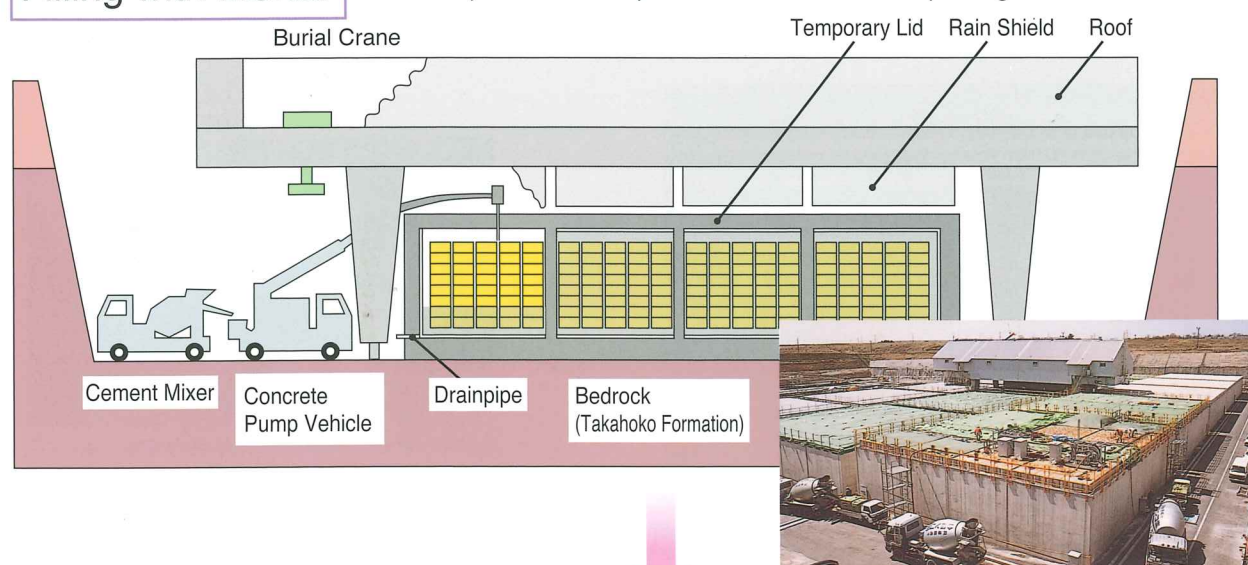 Burial Crane
Temporary Lid
Rain Shield
Roof
Cement Mixer
Concrete
Pump Vehicle
Drainpipe
Bedrock
(Takahoko Formation)